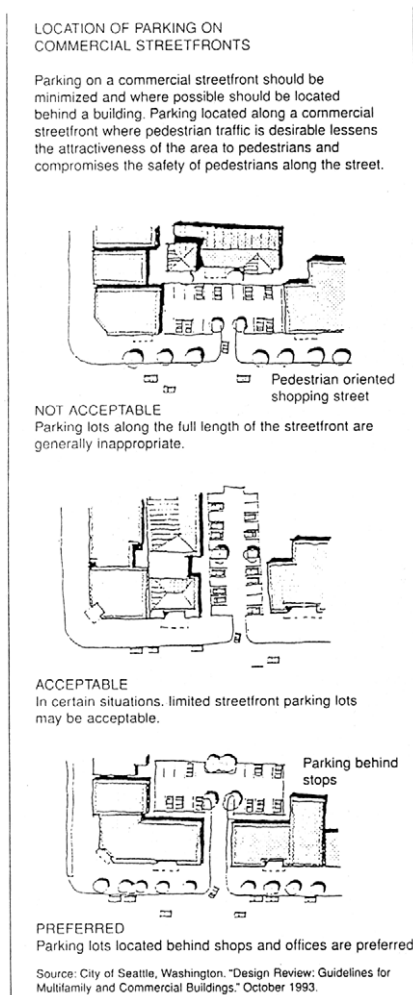 LOCATION OF PARKING ON
COMMERCIAL STREETFRONTS
Parking on a commercial streetfront should be
minimized and where possible should be located
behind a building. Parking located along a commercial
streetfront where pedestrian traffic is desirable lessens
the attractiveness of the area to pedestrians and
compromises the safety of pedestrians along the street.
Pedestrian oriented
shopping street
NOT ACCEPTABLE
Parking lots along the full length of the streetfront are
generally inappropriate.
ACCEPTABLE
In certain situations. limited streetfront parking lots
may be acceptable.
Parking behind
stops
PREFERRED
Parking lots located behind shops and offices are preferred
Source: City of Seattle, Washington. "Design Review: Guidelines for
Multifamily and Commercial Buildings." October 1993.